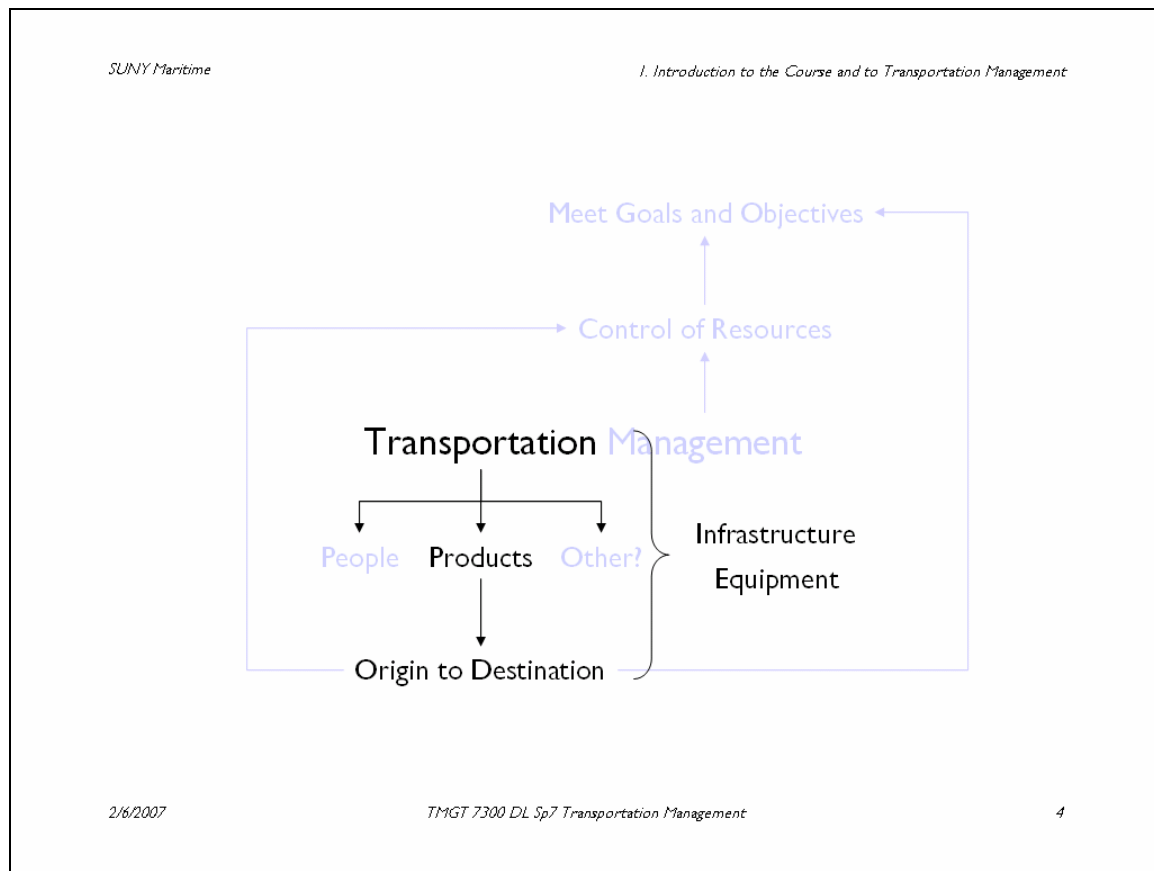 SUNY Maritime
1. Introduction to the Course and to Transportation Management
Meet Goals and Objectives
Control of Resources
Transportation Management
People Products Other?
Infrastructure
Equipment
Origin to Destination
2/6/2007
TMGT 7300 DL Sp7 Transportation Management
4